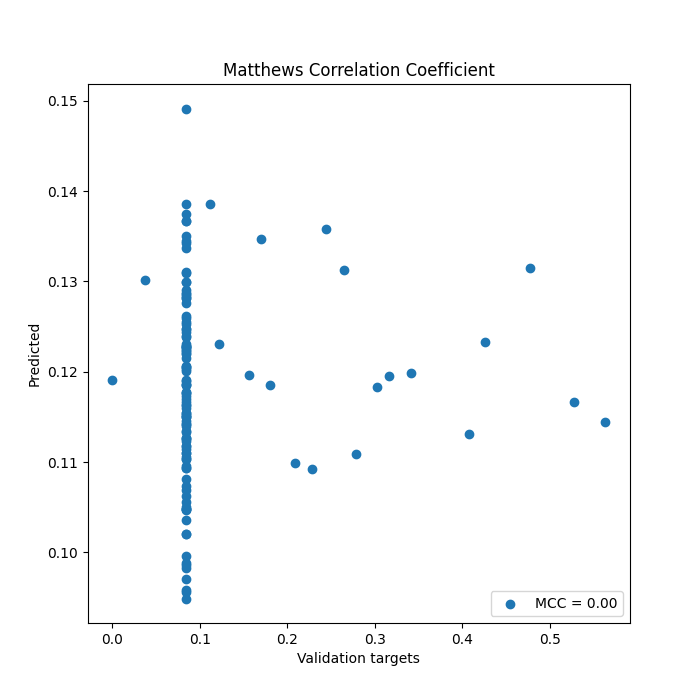 Matthews Correlation Coefficient
0.15
0.14
0.13
0.12
0.11
0.10
Predicted
MCC = 0.00
0.0 0.1 0.2 0.3 0.4 0.5
Validation targets